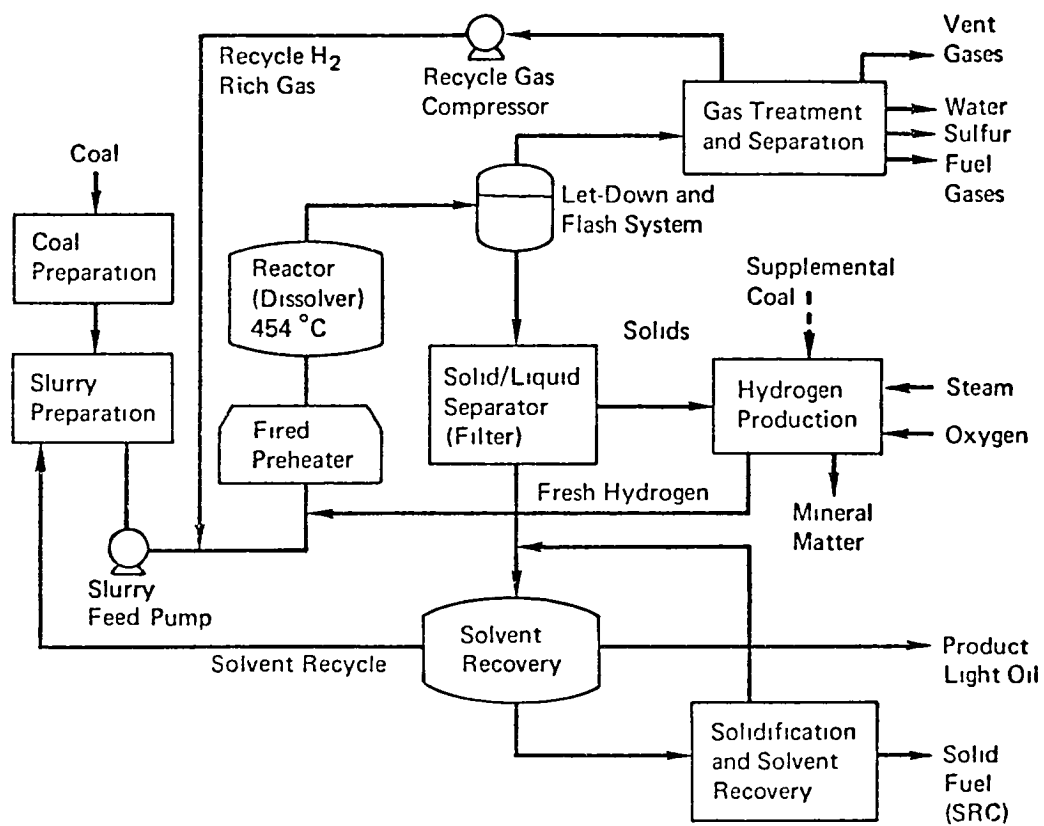 Vent
Gases
Recycle H₂
Rich Gas
Recycle Gas
Compressor
Gas Treatment
and Separation
Water
Sulfur
Fuel
Gases
Coal
Let-Down and
Flash System
Coal
Preparation
Reactor
(Dissolver)
454 °C
Supplemental
Coal
Solids
Slurry
Preparation
Solid/Liquid
Separator
(Filter)
Hydrogen
Production
Steam
Oxygen
Fired
Preheater
Fresh Hydrogen
Mineral
Matter
Slurry
Feed Pump
Solvent
Recovery
Solvent Recycle
Product
Light Oil
Solidification
and Solvent
Recovery
Solid
Fuel
(SRC)